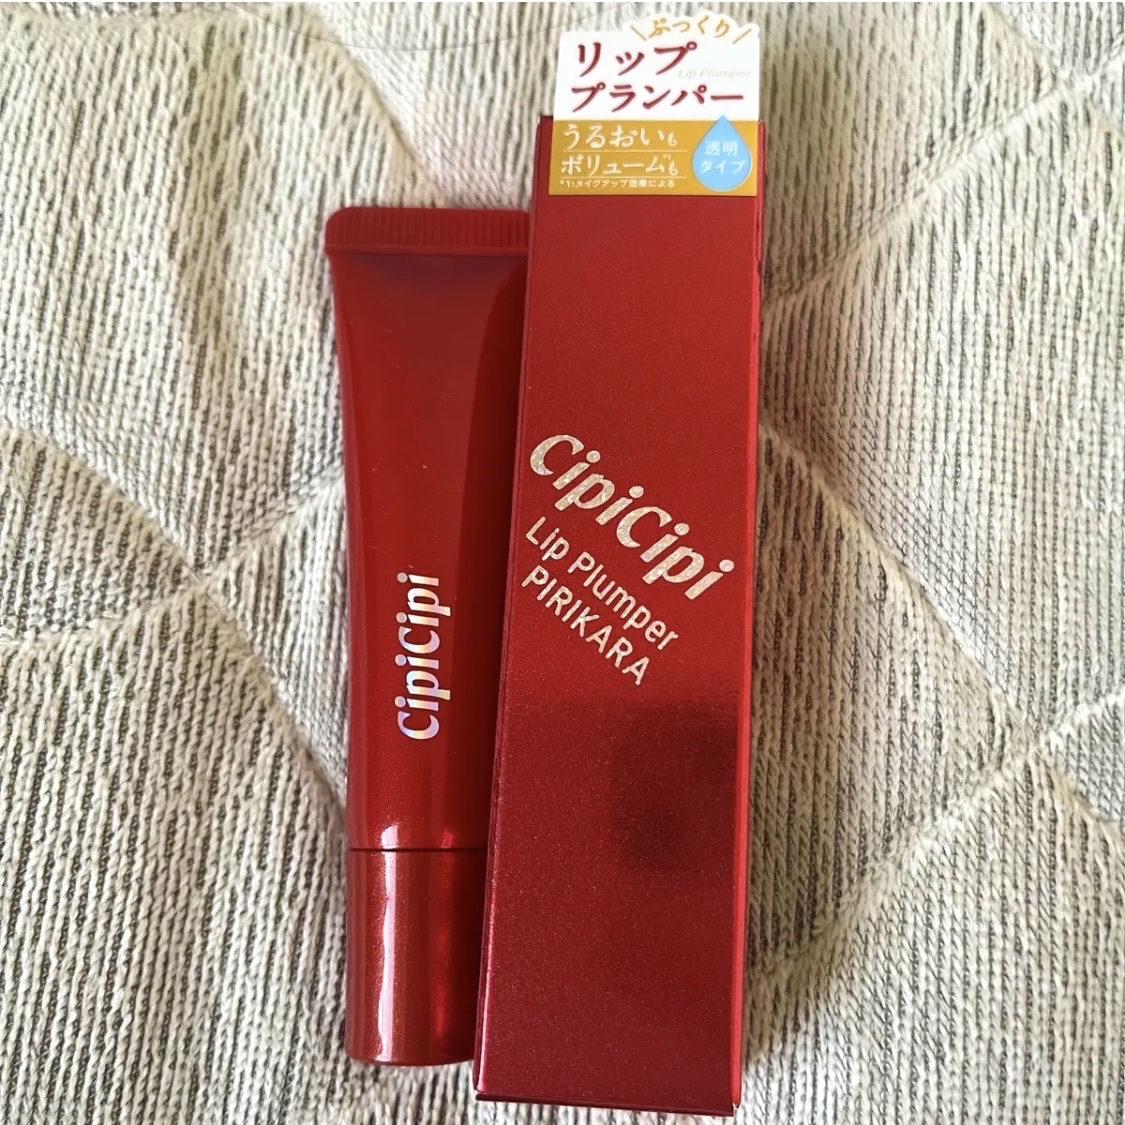 \ぷっくり/
リップ
Lip Plumper
プランパー
うるおいも
ボリュームも
*1:メイクアップ効果による
透明
タイプ
CipiCipi
Lip Plumper
PIRIKARA
CipiCipi